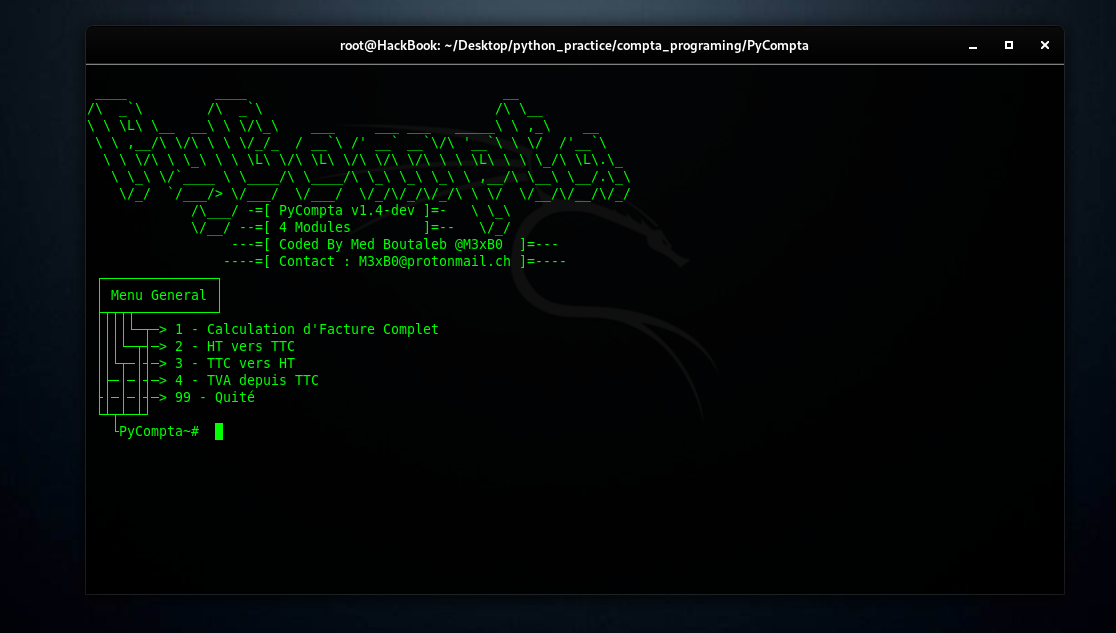 root@HackBook: ~/Desktop/python_practice/compta_programing/PyCompta
PyCompta
-=[ PyCompta v1.4-dev ]=-
--=[ 4 Modules ]=--
---=[ Coded By Med Boutaleb @M3xB0 ]=---
----=[ Contact : M3xB0@protonmail.ch ]=----
Menu General
> 1 - Calculation d'Facture Complet
> 2 - HT vers TTC
> 3 - TTC vers HT
> 4 - TVA depuis TTC
> 99 - Quité
PyCompta~#